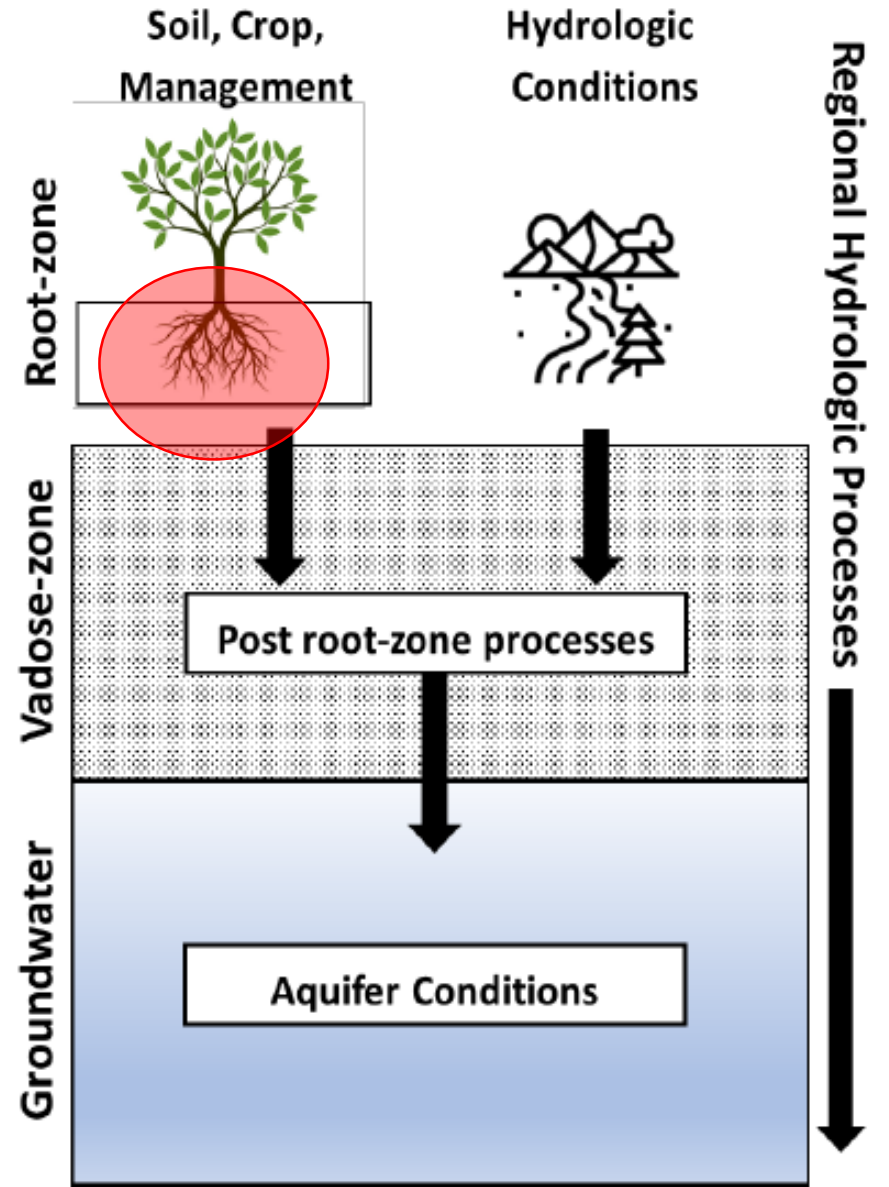 Soil, Crop,
Management
Hydrologic
Conditions
Regional Hydrologic Processes
Root-zone
Vadose-zone
Post root-zone processes
Groundwater
Aquifer Conditions